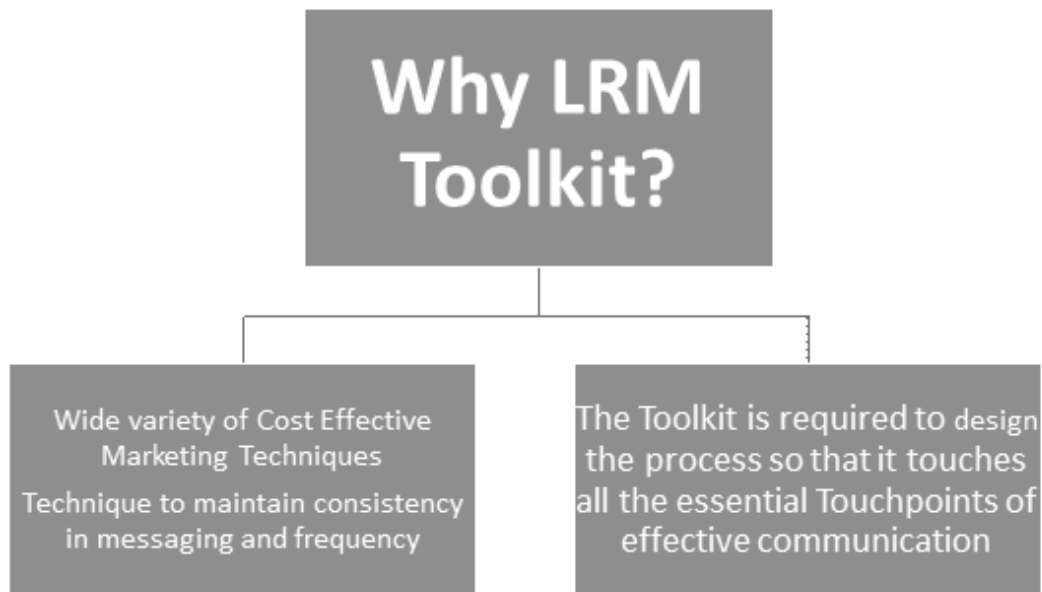 Why LRM
Toolkit?
Wide variety of Cost Effective
Marketing Techniques
Technique to maintain consistency
in messaging and frequency
The Toolkit is required to design
the process so that it touches
all the essential Touchpoints of
effective communication